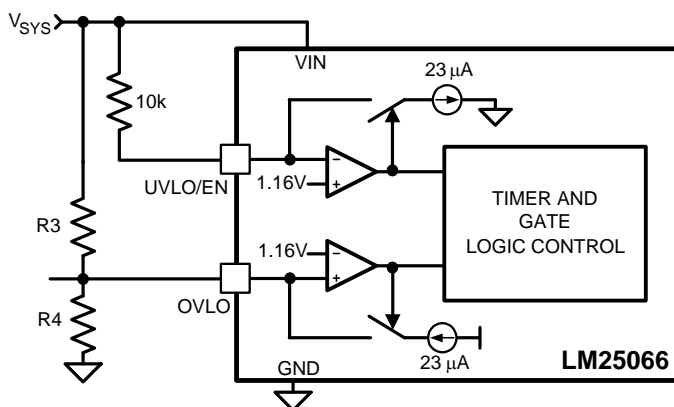 VSYS
VIN
23 μA
10k
UVLO/EN
1.16V
–
+
TIMER AND
GATE
LOGIC CONTROL
R3
1.16V
–
+
OVLO
R4
23 μA
GND
LM25066